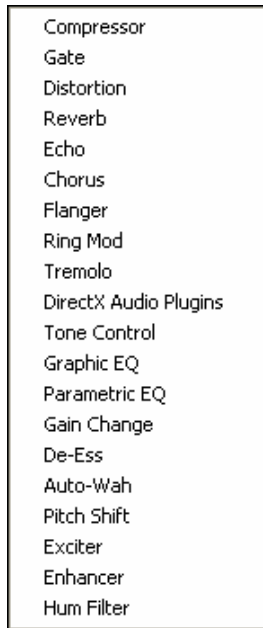 Compressor
Gate
Distortion
Reverb
Echo
Chorus
Flanger
Ring Mod
Tremolo
DirectX Audio Plugins
Tone Control
Graphic EQ
Parametric EQ
Gain Change
De-Ess
Auto-Wah
Pitch Shift
Exciter
Enhancer
Hum Filter